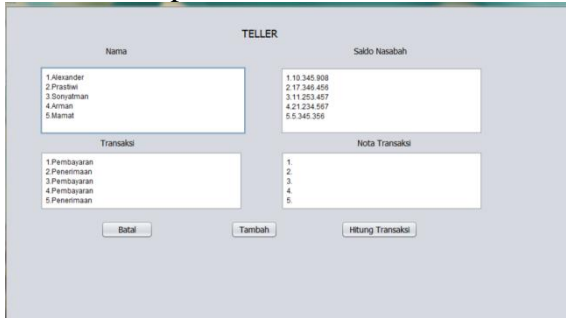 TELLER
Nama
Saldo Nasabah
1.Alexander
2.Prastiwi
3.Sonyatman
4.Arman
5.Mamat
1.10.345.908
2.17.346.456
3.11.253.457
4.21.234.567
5.5.345.356
Transaksi
Nota Transaksi
1.Pembayaran
2.Penerimaan
3.Pembayaran
4.Pembayaran
5.Penerimaan
1.
2.
3.
4.
5.
Batal
Tambah
Hitung Transaksi